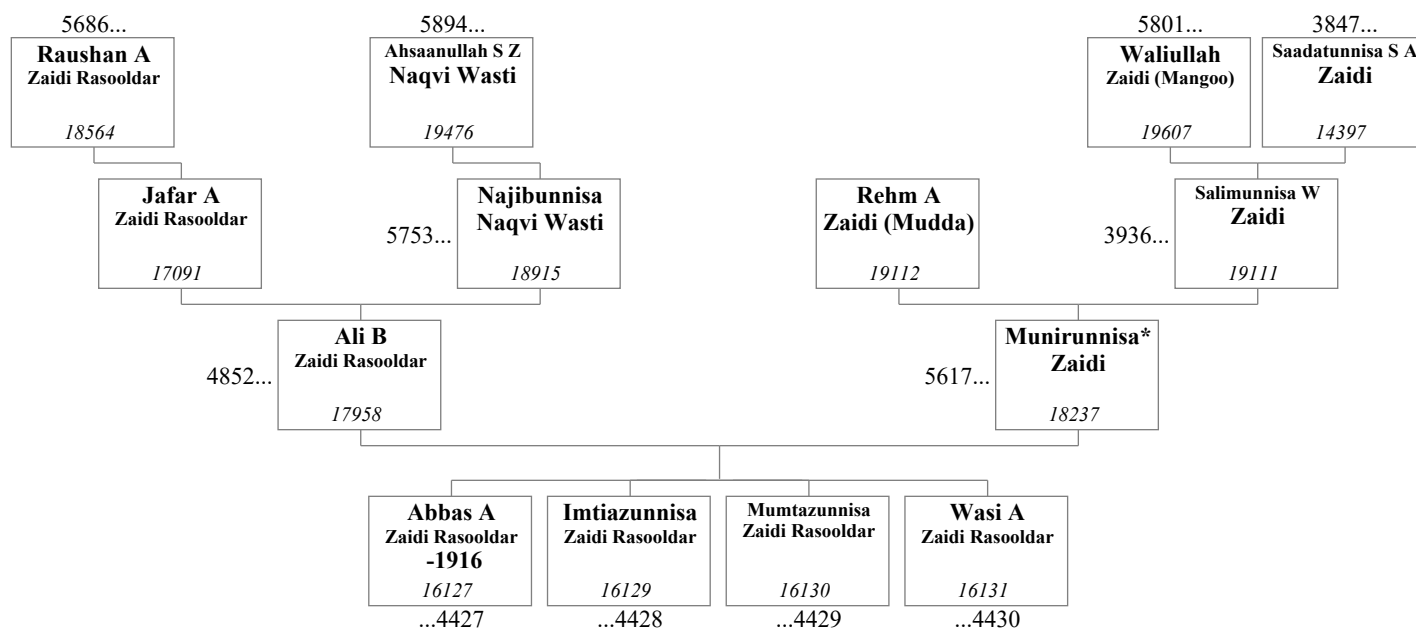 5686...
5894...
5801...
3847...
Raushan A
Zaidi Rasooldar
18564
Ahsaanullah S Z
Naqvi Wasti
19476
Waliullah
Zaidi (Mangoo)
19607
Saadatunnisa S A
Zaidi
14397
Jafar A
Zaidi Rasooldar
17091
5753...
Najibunnisa
Naqvi Wasti
18915
Rehm A
Zaidi (Mudda)
19112
3936...
Salimunnisa W
Zaidi
19111
4852...
Ali B
Zaidi Rasooldar
17958
5617...
Munirunnisa*
Zaidi
18237
Abbas A
Zaidi Rasooldar
-1916
16127
Imtiazunnisa
Zaidi Rasooldar
16129
Mumtazunnisa
Zaidi Rasooldar
16130
Wasi A
Zaidi Rasooldar
16131
...4427
...4428
...4429
...4430